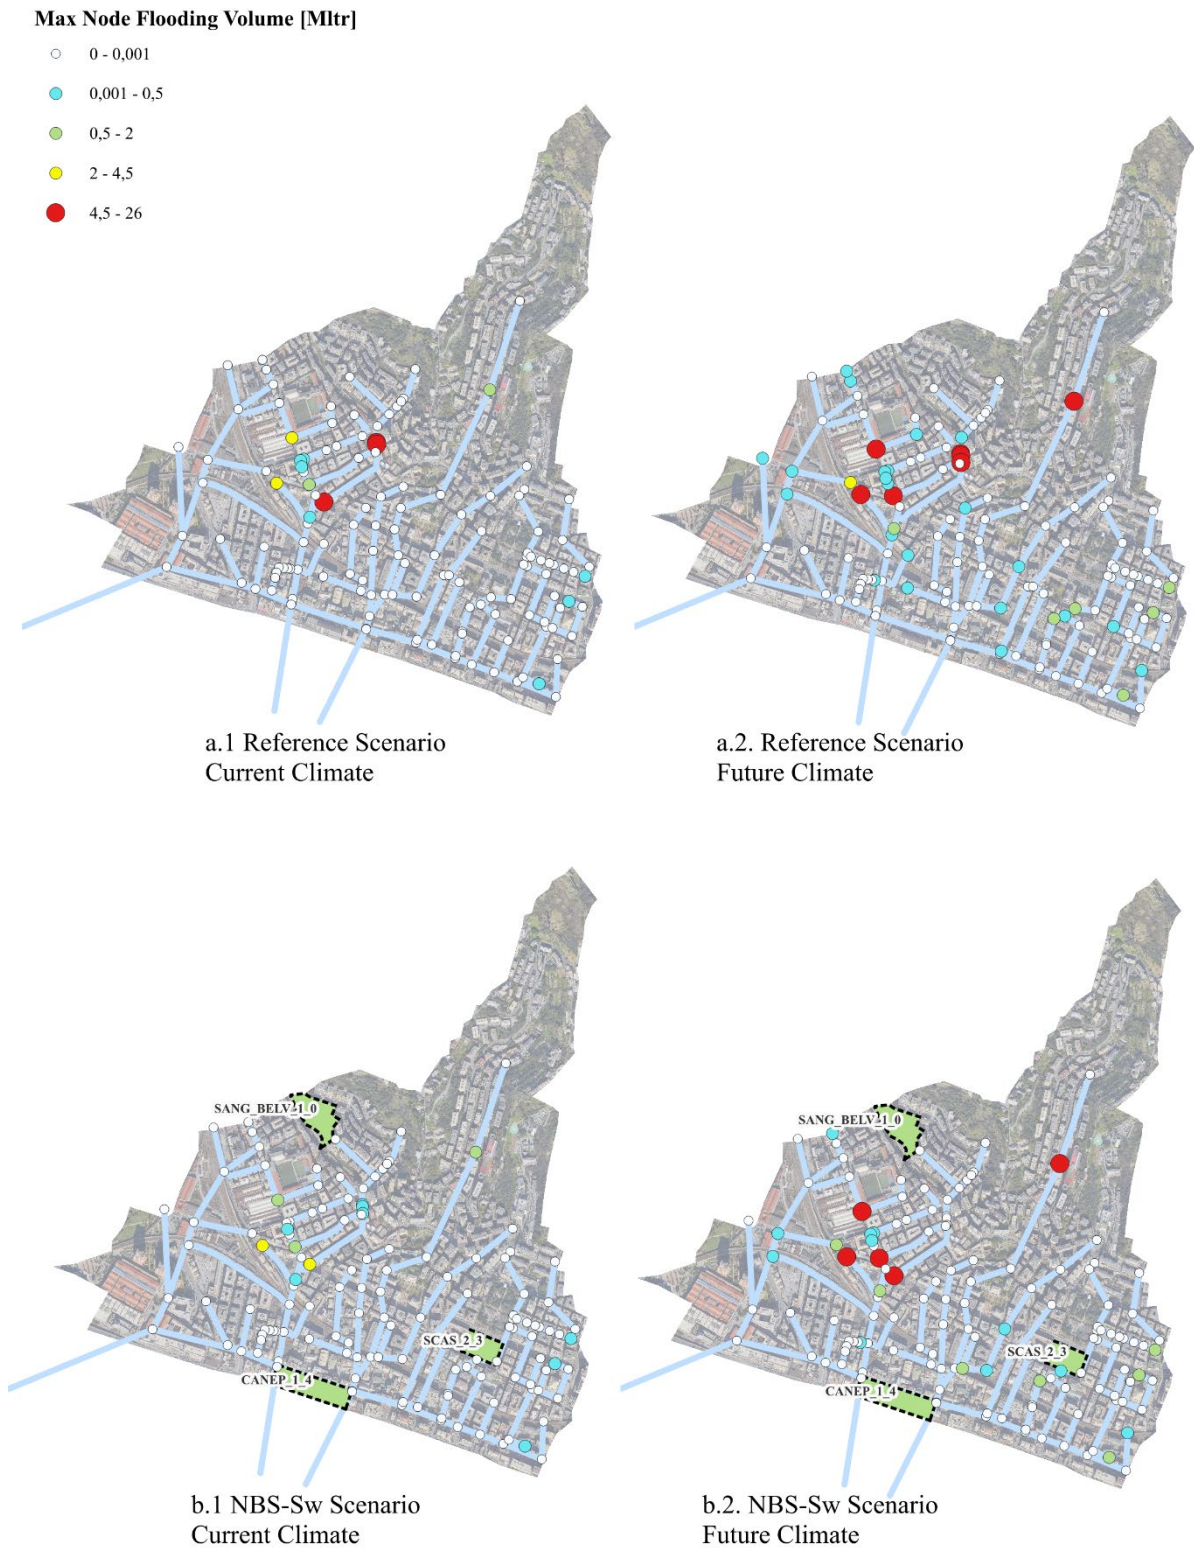 Max Node Flooding Volume [Mltr]
0 - 0,001
0,001 - 0,5
0,5 - 2
2 - 4,5
4,5 - 26
a.1 Reference Scenario
Current Climate
a.2. Reference Scenario
Future Climate
SANG_BELV_1_0
SCAS_2_3
CANEP_1_4
SANG_BELV_1_0
SCAS_2_3
CANEP_1_4
b.1 NBS-Sw Scenario
Current Climate
b.2. NBS-Sw Scenario
Future Climate